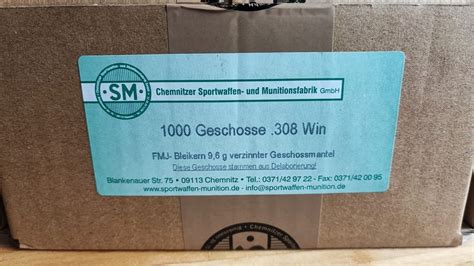 SM
Chemnitzer Sportwaffen- und Munitionsfabrik GmbH
1000 Geschosse .308 Win
FMJ- Bleikern 9,6 g verzinnter Geschossmantel
Diese Geschosse stammen aus Delaborierung!
Blankenauer Str. 75 • 09113 Chemnitz • Tel.: 0371/42 97 22 - Fax: 0371/42 00 95
www.sportwaffen-munition.de - info@sportwaffen-munition.de
Chemnitzer